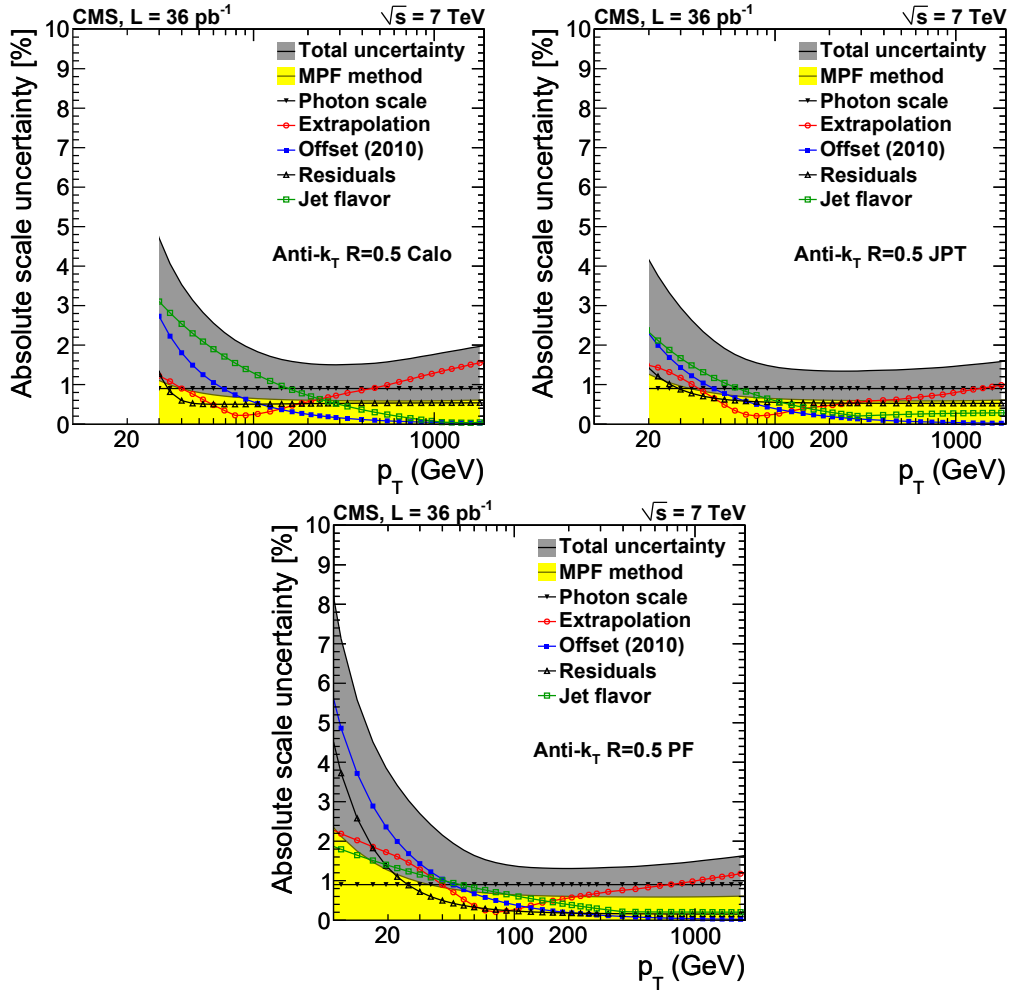 CMS, L = 36 pb⁻¹ √s = 7 TeV
Absolute scale uncertainty [%]
10
9
8
7
6
5
4
3
2
1
0
Total uncertainty
MPF method
Photon scale
Extrapolation
Offset (2010)
Residuals
Jet flavor
Anti-k_T R=0.5 Calo
20 100 200 1000
p_T (GeV)
CMS, L = 36 pb⁻¹ √s = 7 TeV
Absolute scale uncertainty [%]
10
9
8
7
6
5
4
3
2
1
0
Total uncertainty
MPF method
Photon scale
Extrapolation
Offset (2010)
Residuals
Jet flavor
Anti-k_T R=0.5 JPT
20 100 200 1000
p_T (GeV)
CMS, L = 36 pb⁻¹ √s = 7 TeV
Absolute scale uncertainty [%]
10
9
8
7
6
5
4
3
2
1
0
Total uncertainty
MPF method
Photon scale
Extrapolation
Offset (2010)
Residuals
Jet flavor
Anti-k_T R=0.5 PF
20 100 200 1000
p_T (GeV)